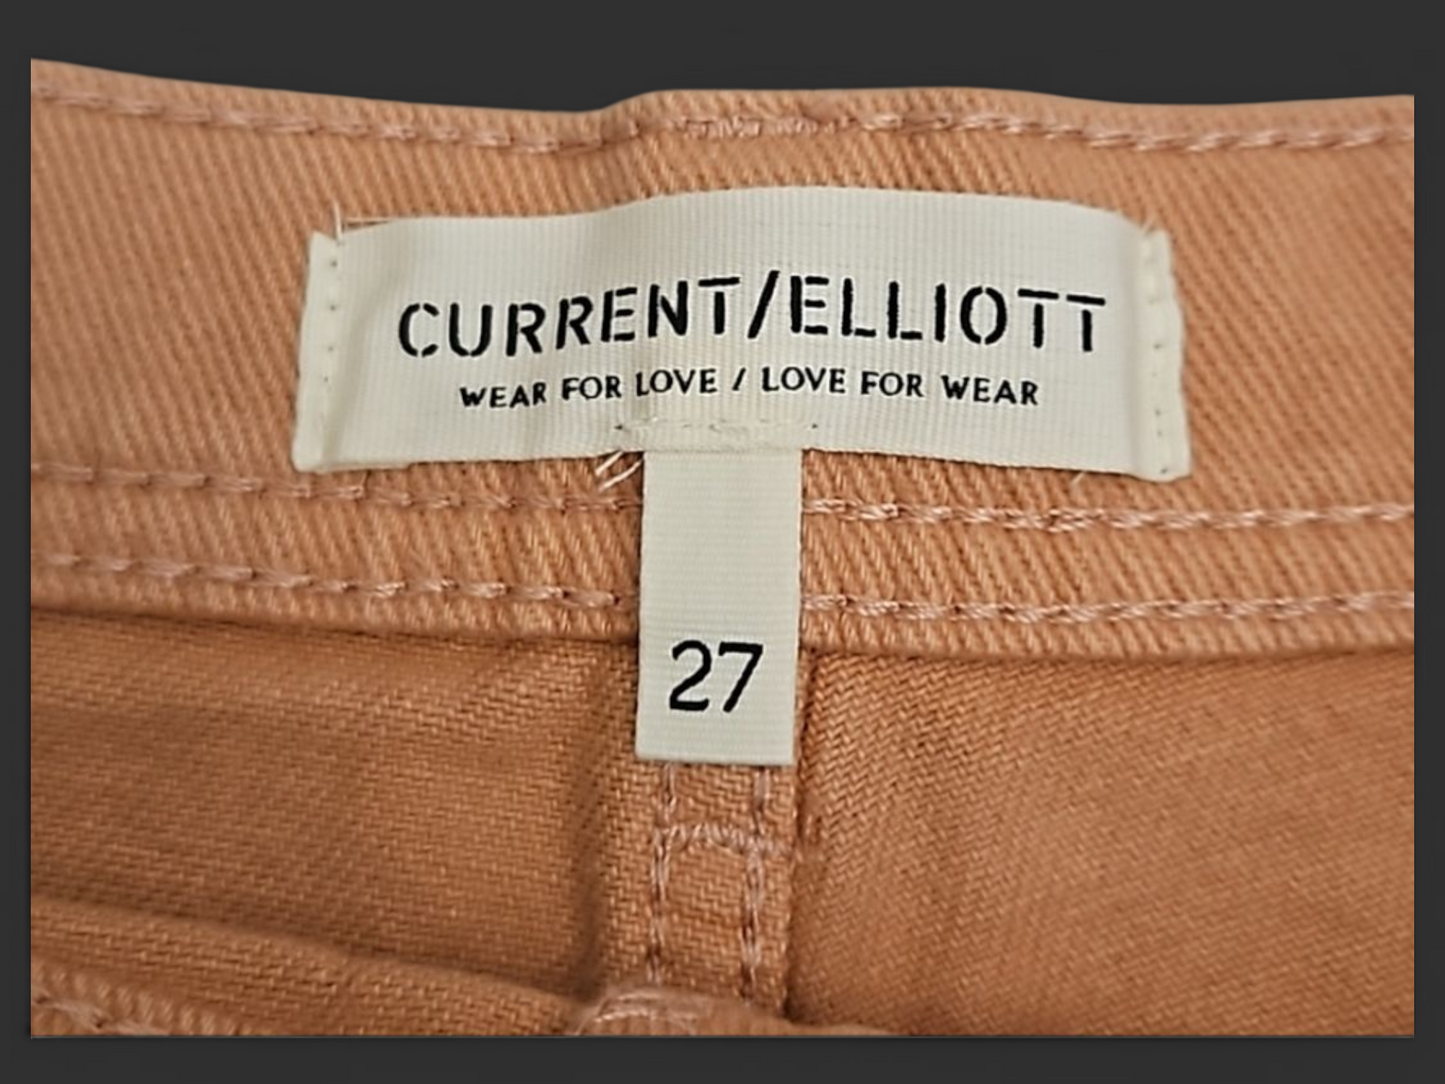 CURRENT/ELLIOTT
WEAR FOR LOVE / LOVE FOR WEAR
27